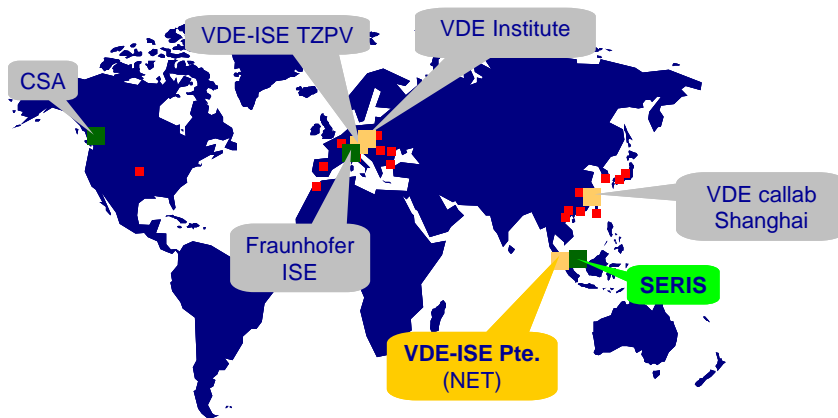 VDE-ISE TZPV
VDE Institute
CSA
VDE callab
Shanghai
Fraunhofer
ISE
SERIS
VDE-ISE Pte.
(NET)